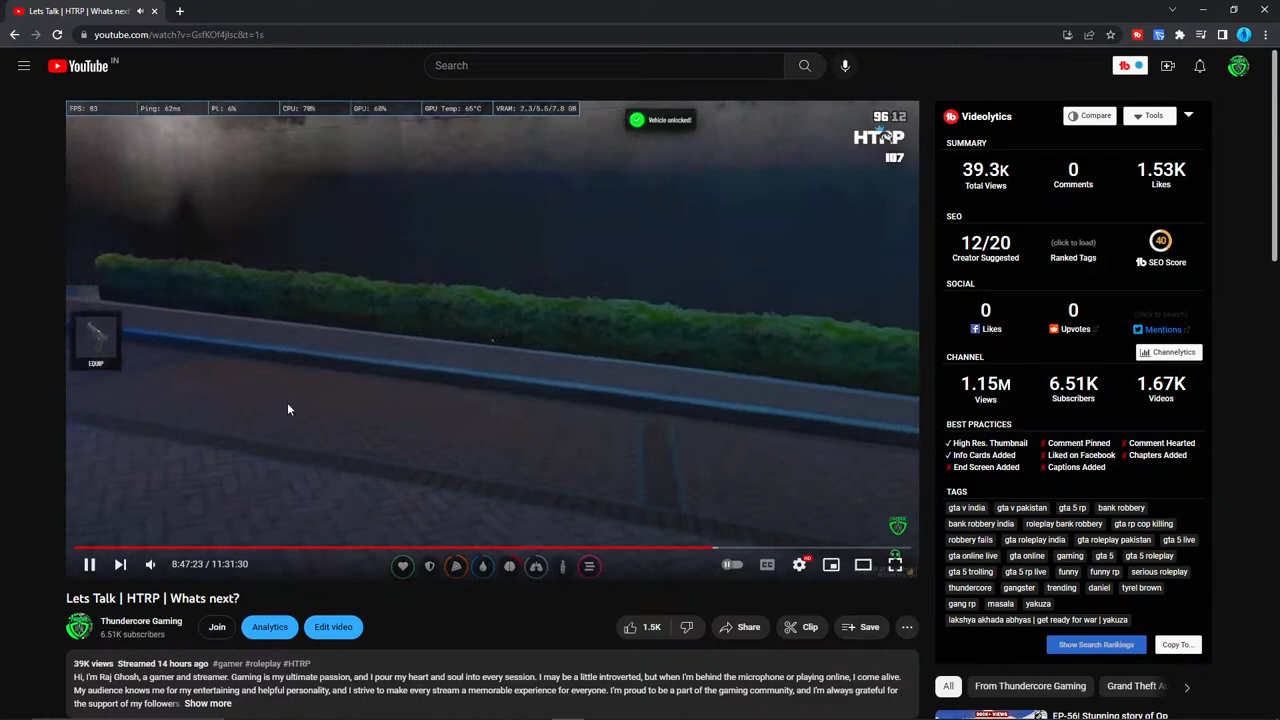 Lets Talk | HTRP | Whats next?
youtube.com/watch?v=GsfKOf4jIsc&t=1s
YouTube IN
Search
FPS: 83 Ping: 62ms PL: 6% CPU: 70% GPU: 60% GPU Temp: 65°C VRAM: 2.3/5.5/7.8 GB
Vehicle unlocked!
96 12
HTRP
107
EQUIP
8:47:23 / 11:31:30
CC
HD
Lets Talk | HTRP | Whats next?
Thundercore Gaming
6.51K subscribers
Join
Analytics
Edit video
1.5K
Share
Clip
Save
39K views Streamed 14 hours ago #gamer #roleplay #HTRP
Hi, I'm Raj Ghosh, a gamer and streamer. Gaming is my ultimate passion, and I pour my heart and soul into every session. I may be a little introverted, but when I'm behind the microphone or playing online, I come alive.
My audience knows me for my entertaining and helpful personality, and I strive to make every stream a memorable experience for everyone. I'm proud to be a part of the gaming community, and I'm always grateful for
the support of my followers. Show more
tb Videolytics
Compare
Tools
SUMMARY
39.3K 0 1.53K
Total Views Comments Likes
SEO
12/20 (click to load) 40
Creator Suggested Ranked Tags tb SEO Score
SOCIAL
0 0 (click to search)
Likes Upvotes Mentions
Channelytics
CHANNEL
1.15M 6.51K 1.67K
Views Subscribers Videos
BEST PRACTICES
✓ High Res. Thumbnail ✗ Comment Pinned ✗ Comment Hearted
✓ Info Cards Added ✗ Liked on Facebook ✗ Chapters Added
✗ End Screen Added ✗ Captions Added
TAGS
gta v india gta v pakistan gta 5 rp bank robbery
bank robbery india roleplay bank robbery gta rp cop killing
robbery fails gta roleplay india gta roleplay pakistan gta 5 live
gta online live gta online gaming gta 5 gta 5 roleplay
gta 5 trolling gta 5 rp live funny funny rp serious roleplay
thundercore gangster trending daniel tyrel brown
gang rp masala yakuza
lakshya akhada abhyas | get ready for war | yakuza
Show Search Rankings
Copy To...
All
From Thundercore Gaming
Grand Theft A
EP-56| Stunning story of Op